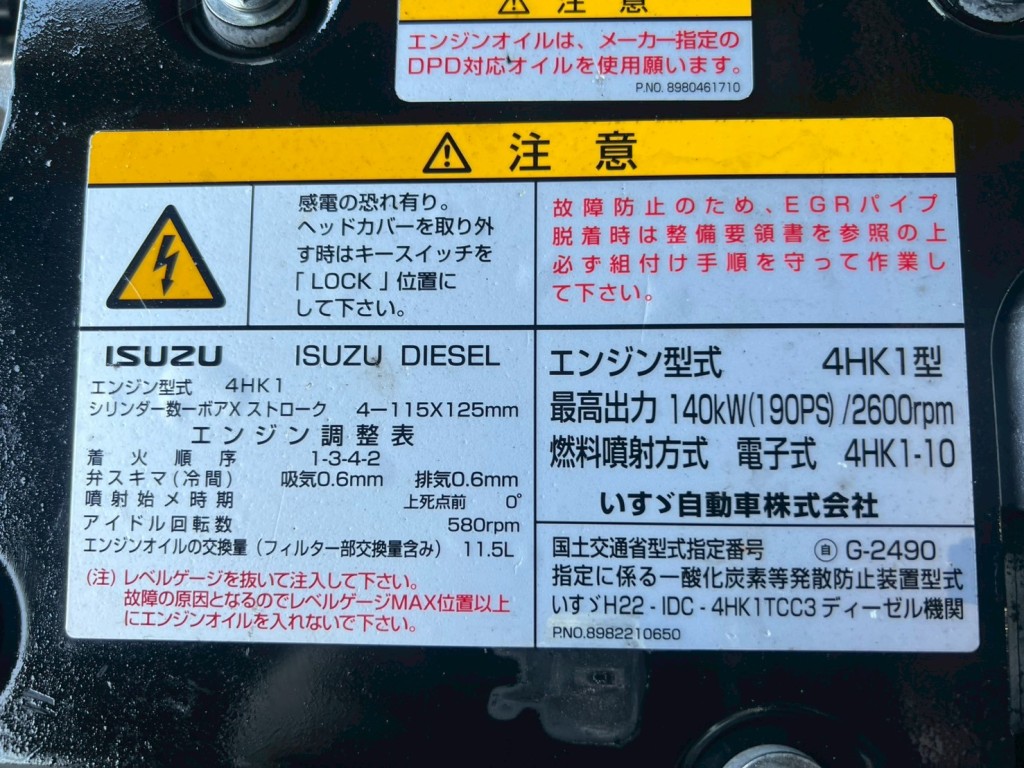 注意
エンジンオイルは、メーカー指定の
DPD対応オイルを使用願います。
P.NO. 8980461710
注意
感電の恐れ有り。
ヘッドカバーを取り外
す時はキースイッチを
「LOCK」位置に
して下さい。
故障防止のため、EGRパイプ
脱着時は整備要領書を参照の上
必ず組付け手順を守って作業し
て下さい。
ISUZU ISUZU DIESEL
エンジン型式 4HK1
シリンダー数ーボアX ストローク 4ー115X125mm
エンジン調整表
着火順序 1-3-4-2
弁スキマ(冷間) 吸気0.6mm 排気0.6mm
噴射始メ時期 上死点前 0°
アイドル回転数 580rpm
エンジンオイルの交換量(フィルター部交換量含み) 11.5L
(注)レベルゲージを抜いて注入して下さい。
故障の原因となるのでレベルゲージMAX位置以上
にエンジンオイルを入れないで下さい。
エンジン型式 4HK1型
最高出力 140kW(190PS)/2600rpm
燃料噴射方式 電子式 4HK1-10
いすゞ自動車株式会社
国土交通省型式指定番号 ㊀自 G-2490
指定に係る一酸化炭素等発散防止装置型式
いすゞH22-IDC-4HK1TCC3ディーゼル機関
P.NO.8982210650